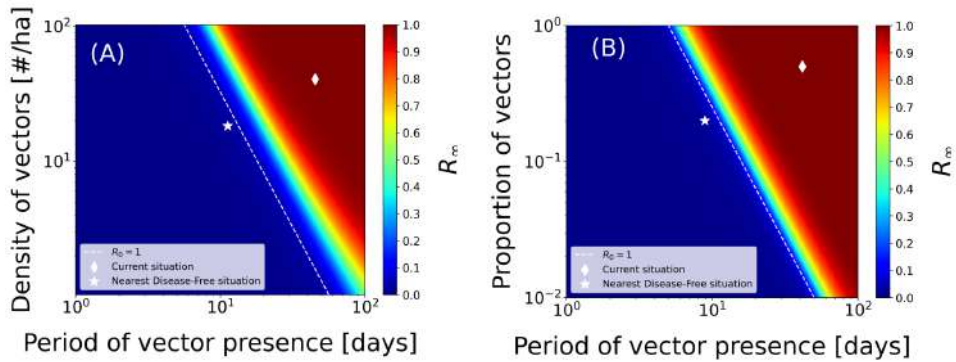 (A)
Density of vectors [#/ha]
10²
10¹
R₀ = 1
Current situation
Nearest Disease-Free situation
10⁰
10¹
10²
Period of vector presence [days]
1.0
0.9
0.8
0.7
0.6
0.5
0.4
0.3
0.2
0.1
0.0
R∞
(B)
Proportion of vectors
10⁰
10⁻¹
10⁻²
R₀ = 1
Current situation
Nearest Disease-Free situation
10⁰
10¹
10²
Period of vector presence [days]
1.0
0.9
0.8
0.7
0.6
0.5
0.4
0.3
0.2
0.1
0.0
R∞